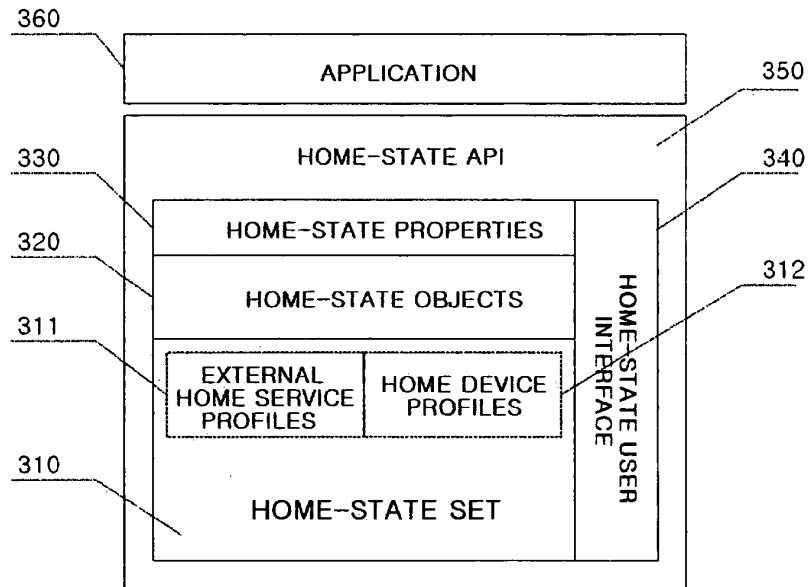 360
APPLICATION
350
HOME-STATE API
330
340
HOME-STATE PROPERTIES
320
HOME-STATE OBJECTS
312
311
EXTERNAL
HOME SERVICE
PROFILES
HOME DEVICE
PROFILES
HOME-STATE USER
INTERFACE
310
HOME-STATE SET